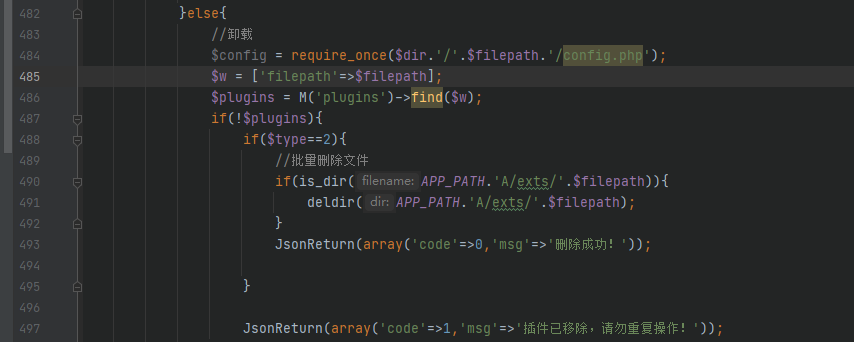 482 }else{
483 //卸载
484 $config = require_once($dir.'/'.$filepath.'/config.php');
485 $w = ['filepath'=>$filepath];
486 $plugins = M('plugins')->find($w);
487 if(!$plugins){
488 if($type==2){
489 //批量删除文件
490 if(is_dir( filename: APP_PATH.'A/exts/'.$filepath)){
491 deldir( dir: APP_PATH.'A/exts/'.$filepath);
492 }
493 JsonReturn(array('code'=>0,'msg'=>'删除成功！'));
494
495 }
496
497 JsonReturn(array('code'=>1,'msg'=>'插件已移除，请勿重复操作！'));